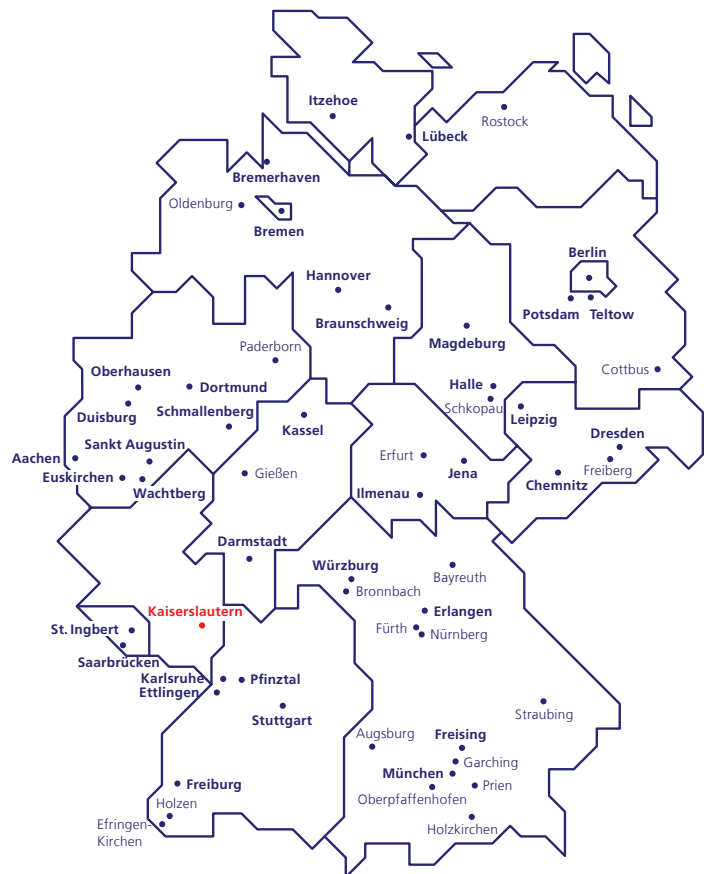 Itzehoe
Rostock
Lübeck
Bremerhaven
Oldenburg
Bremen
Berlin
Hannover
Potsdam
Teltow
Braunschweig
Magdeburg
Paderborn
Cottbus
Oberhausen
Dortmund
Halle
Schkopau
Duisburg
Schmallenberg
Kassel
Leipzig
Dresden
Sankt Augustin
Aachen
Erfurt
Jena
Freiberg
Euskirchen
Gießen
Chemnitz
Wachtberg
Ilmenau
Darmstadt
Würzburg
Bayreuth
Bronnbach
Kaiserslautern
Erlangen
St. Ingbert
Fürth
Nürnberg
Saarbrücken
Karlsruhe
Pfinztal
Ettlingen
Straubing
Stuttgart
Augsburg
Freising
Garching
München
Freiburg
Prien
Oberpfaffenhofen
Holzen
Efringen-
Kirchen
Holzkirchen